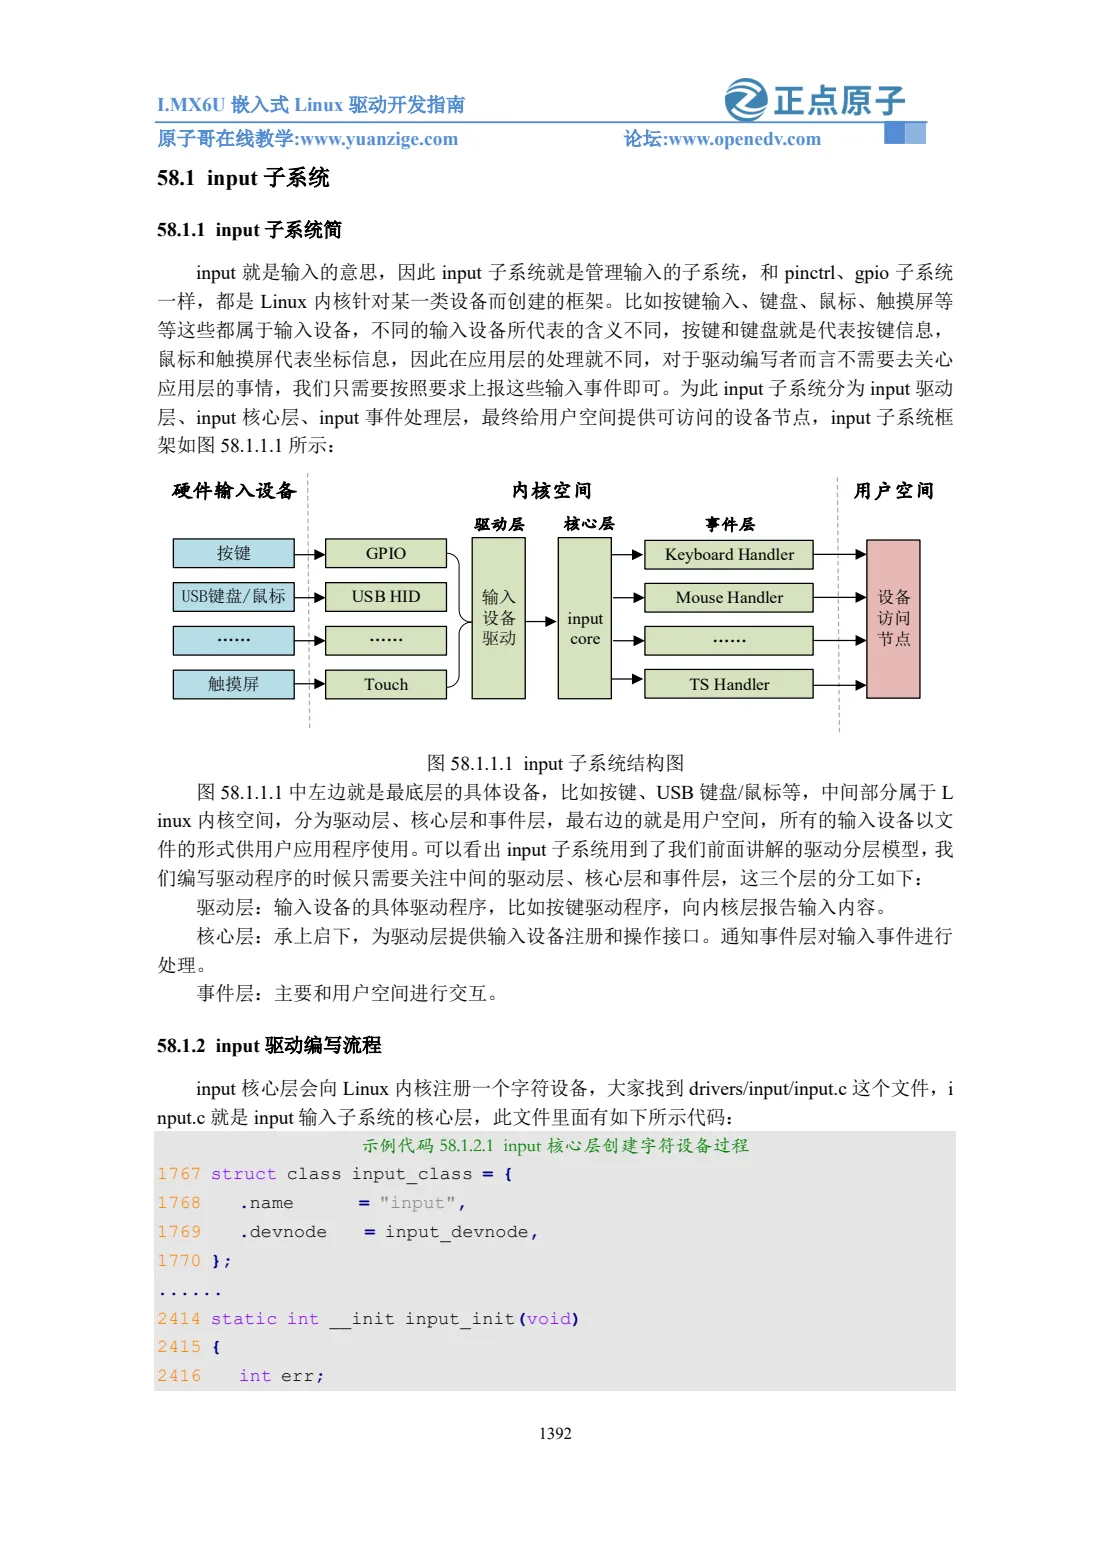 I.MX6U 嵌入式 Linux 驱动开发指南
正点原子
原子哥在线教学:www.yuanzige.com 论坛:www.openedv.com
58.1 input 子系统
58.1.1 input 子系统简
input 就是输入的意思，因此 input 子系统就是管理输入的子系统，和 pinctrl、gpio 子系统
一样，都是 Linux 内核针对某一类设备而创建的框架。比如按键输入、键盘、鼠标、触摸屏等
等这些都属于输入设备，不同的输入设备所代表的含义不同，按键和键盘就是代表按键信息，
鼠标和触摸屏代表坐标信息，因此在应用层的处理就不同，对于驱动编写者而言不需要去关心
应用层的事情，我们只需要按照要求上报这些输入事件即可。为此 input 子系统分为 input 驱动
层、input 核心层、input 事件处理层，最终给用户空间提供可访问的设备节点，input 子系统框
架如图 58.1.1.1 所示：
硬件输入设备 内核空间 用户空间
驱动层 核心层 事件层
按键 GPIO Keyboard Handler
USB键盘/鼠标 USB HID Mouse Handler
...... ...... ......
触摸屏 Touch TS Handler
输入
设备
驱动
input
core
设备
访问
节点
图 58.1.1.1 input 子系统结构图
图 58.1.1.1 中左边就是最底层的具体设备，比如按键、USB 键盘/鼠标等，中间部分属于 L
inux 内核空间，分为驱动层、核心层和事件层，最右边的就是用户空间，所有的输入设备以文
件的形式供用户应用程序使用。可以看出 input 子系统用到了我们前面讲解的驱动分层模型，我
们编写驱动程序的时候只需要关注中间的驱动层、核心层和事件层，这三个层的分工如下：
驱动层：输入设备的具体驱动程序，比如按键驱动程序，向内核层报告输入内容。
核心层：承上启下，为驱动层提供输入设备注册和操作接口。通知事件层对输入事件进行
处理。
事件层：主要和用户空间进行交互。
58.1.2 input 驱动编写流程
input 核心层会向 Linux 内核注册一个字符设备，大家找到 drivers/input/input.c 这个文件，i
nput.c 就是 input 输入子系统的核心层，此文件里面有如下所示代码：
示例代码 58.1.2.1 input 核心层创建字符设备过程
1767 struct class input_class = {
1768 .name = "input",
1769 .devnode = input_devnode,
1770 };
......
2414 static int __init input_init(void)
2415 {
2416 int err;
1392